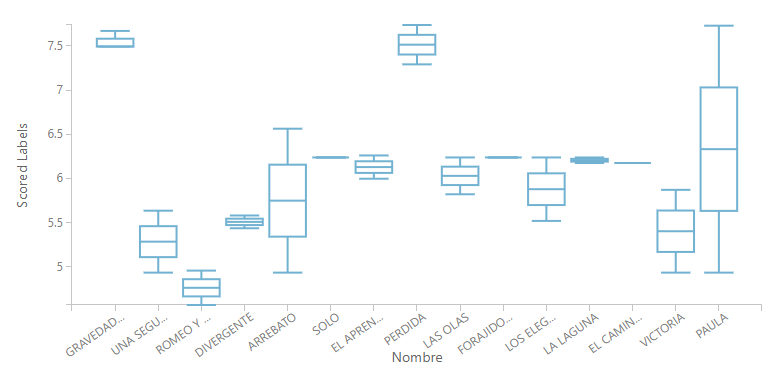 Scored Labels
7.5
7
6.5
6
5.5
5
GRAVEDAD...
UNA SEGU...
ROMEO Y ...
DIVERGENTE
ARREBATO
SOLO
EL APREN...
PERDIDA
LAS OLAS
FORAJIDO...
LOS ELEG...
LA LAGUNA
EL CAMIN...
VICTORIA
PAULA
Nombre